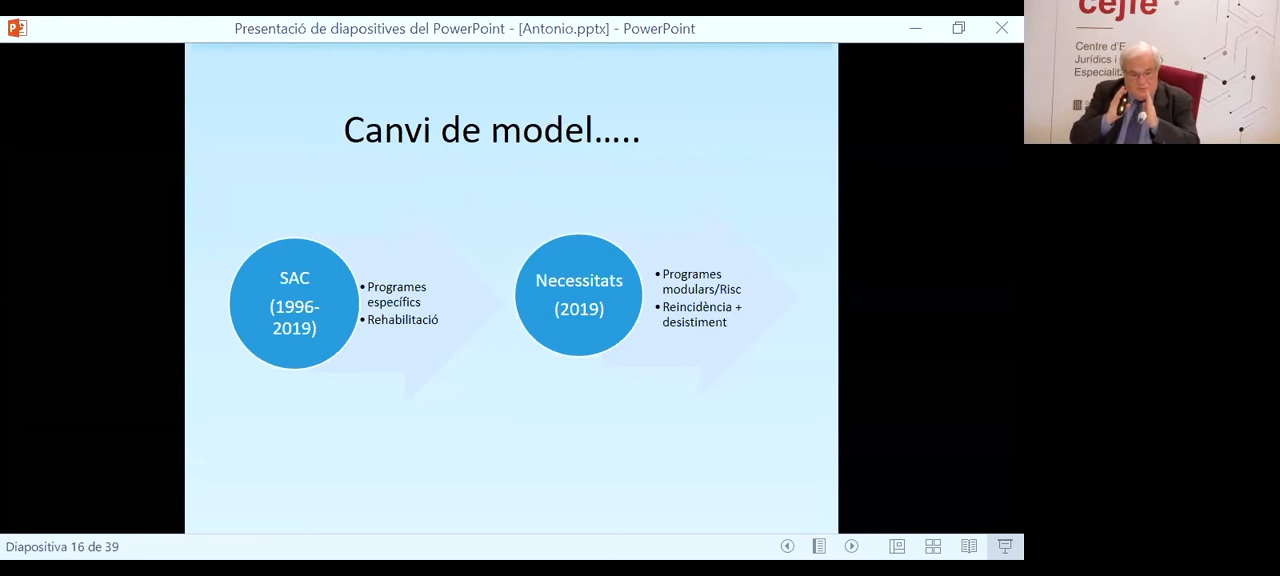 Presentació de diapositives del PowerPoint - [Antonio.pptx] - PowerPoint
cejfe
Centre d'E
Jurídics i
Especialit
Canvi de model.....
SAC
(1996-
2019)
• Programes
específics
• Rehabilitació
Necessitats
(2019)
• Programes
modulars/Risc
• Reincidència +
desistiment
Diapositiva 16 de 39